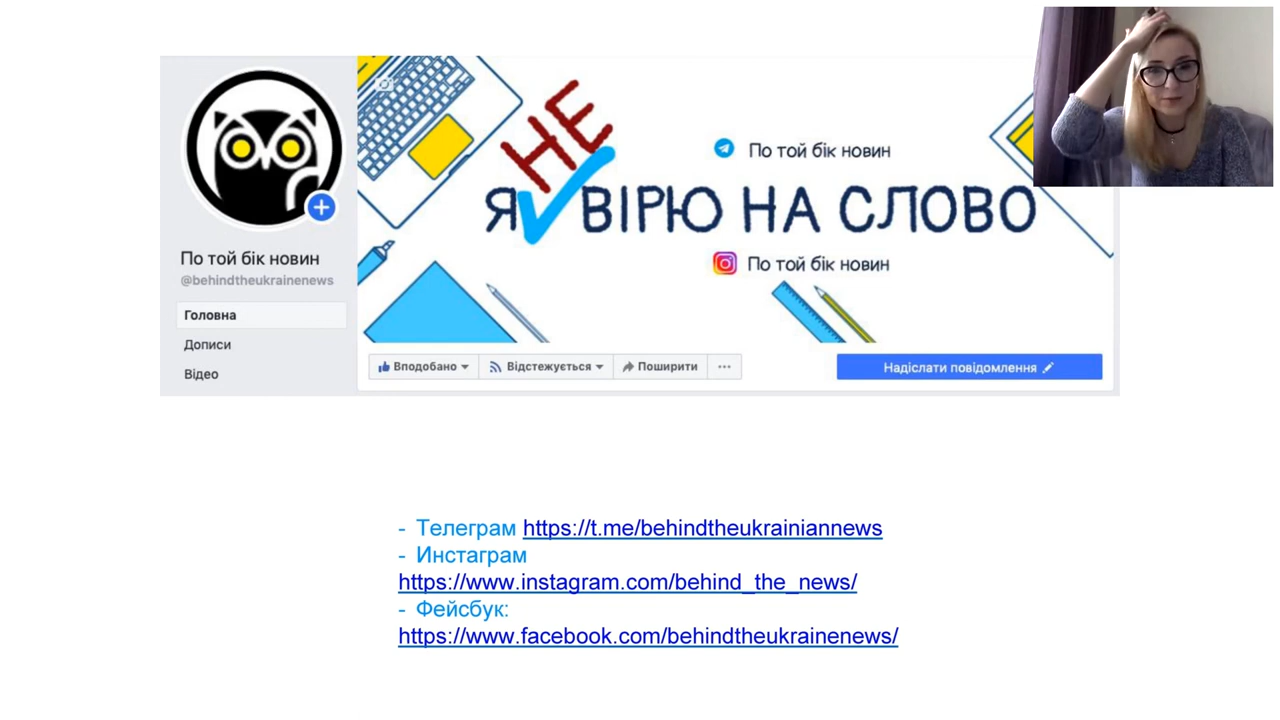 По той бік новин
@behindtheukrainenews
Головна
Дописи
Відео
НЕ
По той бік новин
Я ВІРЮ НА СЛОВО
По той бік новин
Вподобано
Відстежується
Поширити
Надіслати повідомлення
- Телеграм https://t.me/behindtheukrainiannews
- Инстаграм
https://www.instagram.com/behind_the_news/
- Фейсбук:
https://www.facebook.com/behindtheukrainenews/